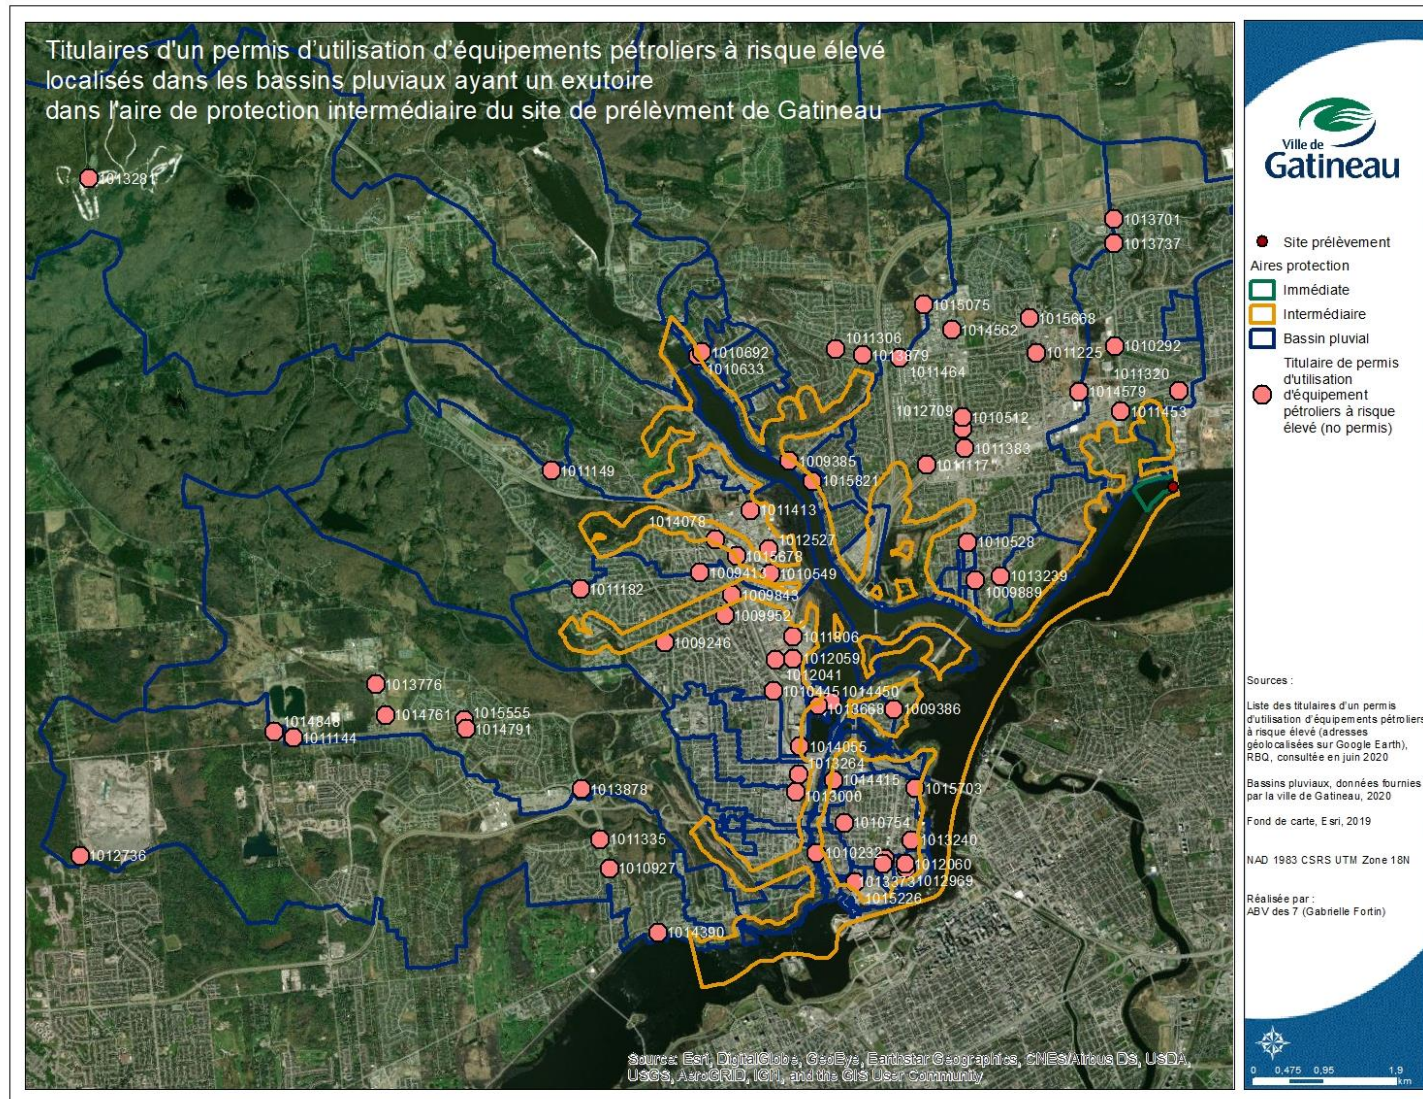 Titulaires d'un permis d'utilisation d'équipements pétroliers à risque élevé
localisés dans les bassins pluviaux ayant un exutoire
dans l'aire de protection intermédiaire du site de prélèvment de Gatineau
1013281
1013701
1013737
1015075
1014562
1015668
1011306
1013879
1011464
1011225
1010292
1010692
1010633
1011320
1014579
1011453
1012709
1010512
1011383
1011117
1009385
1015821
1011149
1011413
1014078
1012527
1015678
1009413
1010549
1010528
1013239
1009889
1011182
1009843
1009952
1009246
1011806
1012059
1012041
1010445
1014450
1013668
1009386
1013776
1014761
1015555
1014791
1014848
1011144
1014055
1013264
1044415
1013000
1015703
1013878
1010754
1011335
1013240
1010232
1012060
1012736
1010927
1013373
1012969
1015226
1014390
Source: Esri, DigitalGlobe, GeoEye, Earthstar Geographics, CNES/Airbus DS, USDA,
USGS, AeroGRID, IGN, and the GIS User Community
Ville de
Gatineau
Site prélèvement
Aires protection
Immédiate
Intermédiaire
Bassin pluvial
Titulaire de permis
d'utilisation
d'équipement
pétroliers à risque
élevé (no permis)
Sources :
Liste des titulaires d'un permis
d'utilisation d'équipements pétroliers
à risque élevé (adresses
géolocalisées sur Google Earth),
RBQ, consultée en juin 2020
Bassins pluviaux, données fournies
par la ville de Gatineau, 2020
Fond de carte, Esri, 2019
NAD 1983 CSRS UTM Zone 18N
Réalisée par :
ABV des 7 (Gabrielle Fortin)
0 0,475 0,95 1,9
km